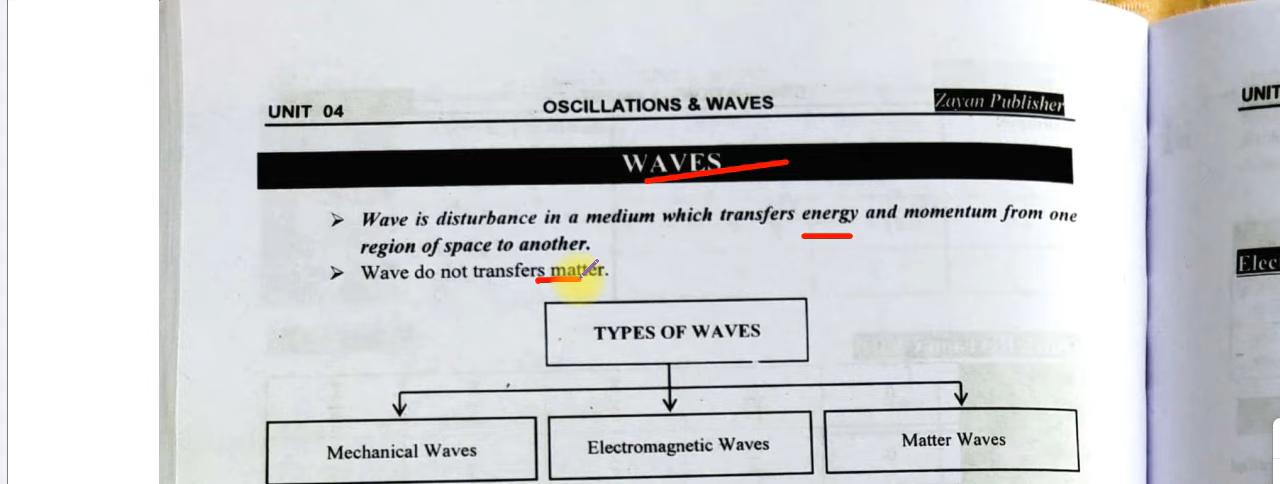 UNIT 04 OSCILLATIONS & WAVES Zayan Publisher
WAVES
➢ Wave is disturbance in a medium which transfers energy and momentum from one
region of space to another.
➢ Wave do not transfers matter.
TYPES OF WAVES
Mechanical Waves Electromagnetic Waves Matter Waves
UNIT